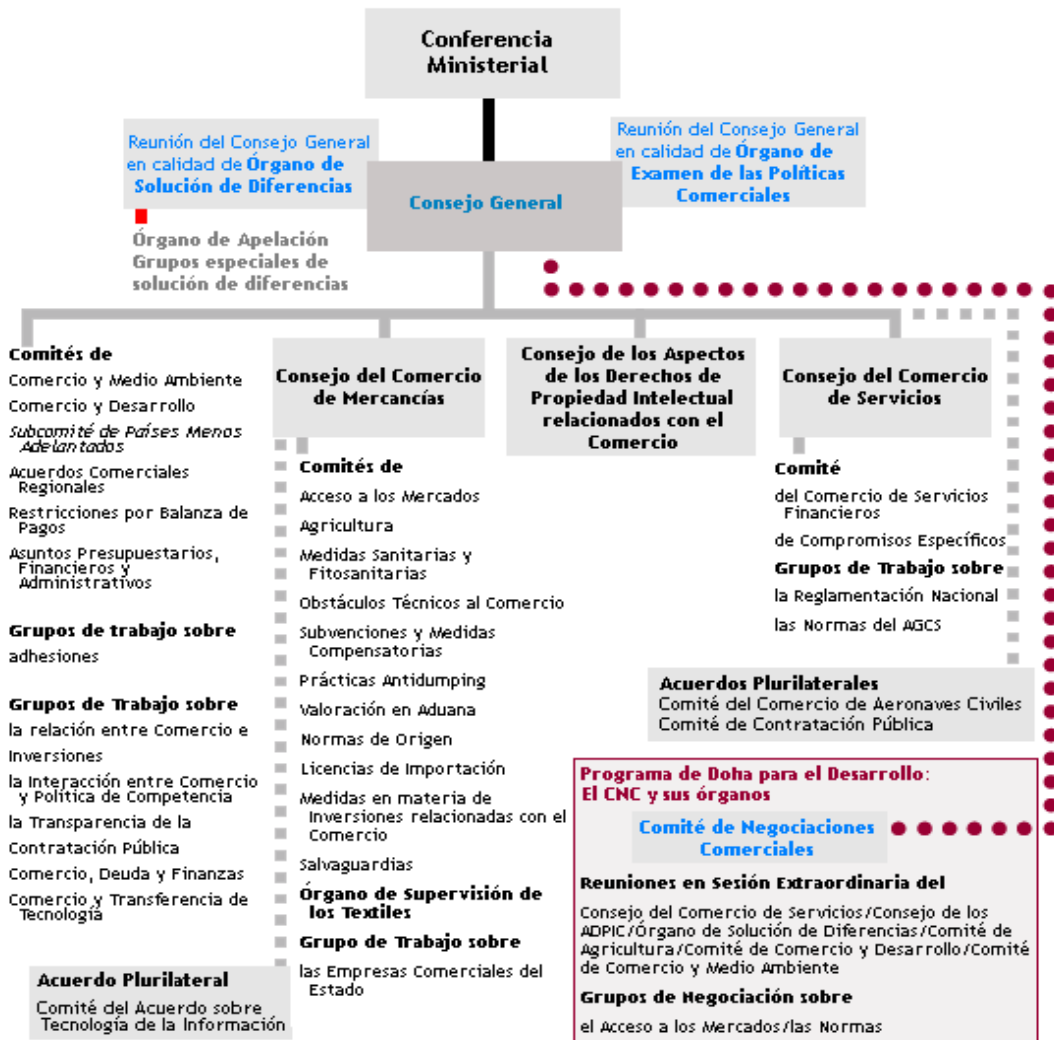 Conferencia
Ministerial
Reunión del Consejo General
en calidad de Órgano de
Solución de Diferencias
Reunión del Consejo General
en calidad de Órgano de
Examen de las Políticas
Comerciales
Consejo General
Órgano de Apelación
Grupos especiales de
solución de diferencias
Comités de
Comercio y Medio Ambiente
Comercio y Desarrollo
Subcomité de Países Menos
Adelantados
Acuerdos Comerciales
Regionales
Restricciones por Balanza de
Pagos
Asuntos Presupuestarios,
Financieros y
Administrativos
Grupos de trabajo sobre
adhesiones
Grupos de Trabajo sobre
la relación entre Comercio e
Inversiones
la Interacción entre Comercio
y Política de Competencia
la Transparencia de la
Contratación Pública
Comercio, Deuda y Finanzas
Comercio y Transferencia de
Tecnología
Acuerdo Plurilateral
Comité del Acuerdo sobre
Tecnología de la Información
Consejo del Comercio
de Mercancías
Comités de
Acceso a los Mercados
Agricultura
Medidas Sanitarias y
Fitosanitarias
Obstáculos Técnicos al Comercio
Subvenciones y Medidas
Compensatorias
Prácticas Antidumping
Valoración en Aduana
Normas de Origen
Licencias de Importación
Medidas en materia de
Inversiones relacionadas con el
Comercio
Salvaguardias
Órgano de Supervisión de
los Textiles
Grupo de Trabajo sobre
las Empresas Comerciales del
Estado
Consejo de los Aspectos
de los Derechos de
Propiedad Intelectual
relacionados con el
Comercio
Consejo del Comercio
de Servicios
Comité
del Comercio de Servicios
Financieros
de Compromisos Específicos
Grupos de Trabajo sobre
la Reglamentación Nacional
las Normas del AGCS
Acuerdos Plurilaterales
Comité del Comercio de Aeronaves Civiles
Comité de Contratación Pública
Programa de Doha para el Desarrollo:
El CNC y sus órganos
Comité de Negociaciones
Comerciales
Reuniones en Sesión Extraordinaria del
Consejo del Comercio de Servicios/Consejo de los
ADPIC/Órgano de Solución de Diferencias/Comité de
Agricultura/Comité de Comercio y Desarrollo/Comité
de Comercio y Medio Ambiente
Grupos de Negociación sobre
el Acceso a los Mercados/las Normas